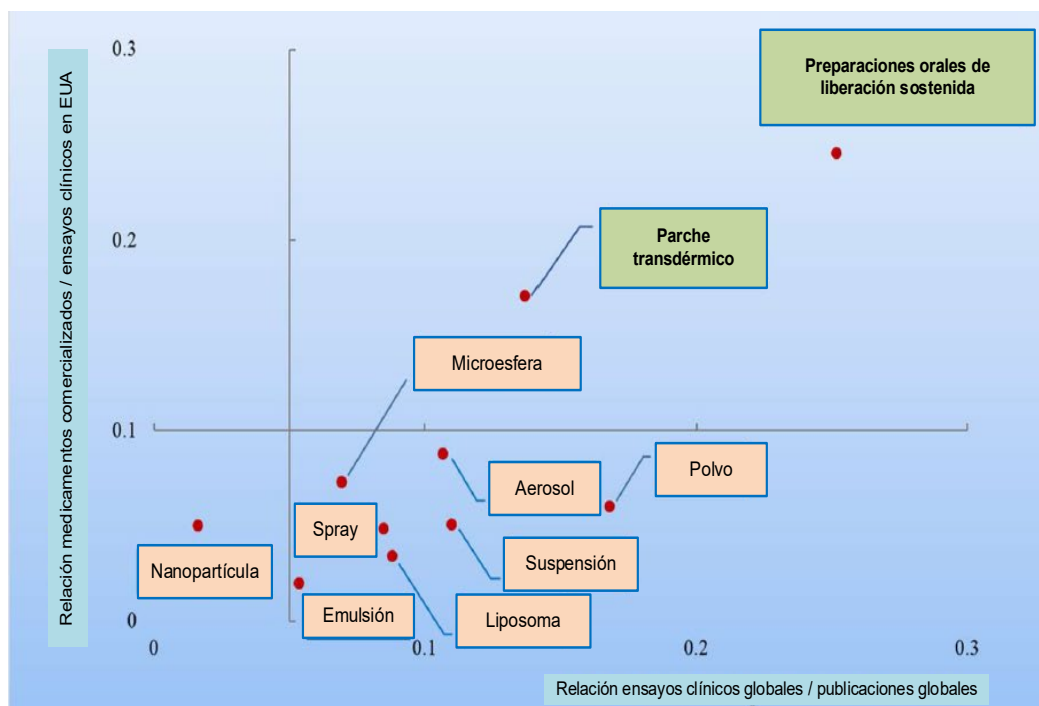 Relación medicamentos comercializados / ensayos clínicos en EUA
0.3
Preparaciones orales de
liberación sostenida
0.2
Parche
transdérmico
Microesfera
0.1
Polvo
Aerosol
Spray
Suspensión
Nanopartícula
Emulsión
Liposoma
0
0
0.1
0.2
0.3
Relación ensayos clínicos globales / publicaciones globales